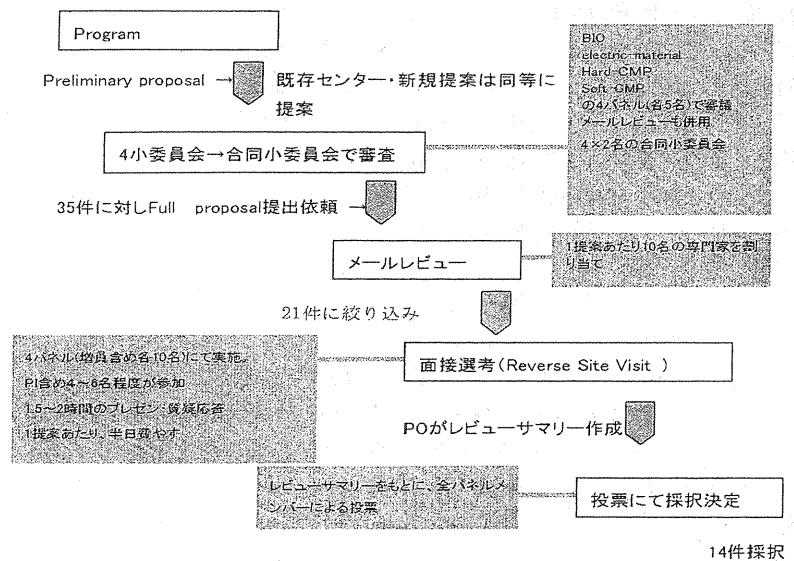 Program
Preliminary proposal → 既存センター・新規提案は同等に
提案
BIO
electric material
Hard CMP
Soft CMP
の4パネル(各5名)で審議
メールレビューも併用
4×2名の合同小委員会
4小委員会→合同小委員会で審査
35件に対しFull proposal提出依頼 →
メールレビュー
1提案あたり10名の専門家を割
り当て
21件に絞り込み
4パネル(増員含め各10名)にて実施。
PI含め4～6名程度が参加
1.5～2時間のプレゼン・質疑応答
1提案あたり、半日費やす
面接選考(Reverse Site Visit )
POがレビューサマリー作成
レビューサマリーをもとに、全パネルメ
ンバーによる投票
投票にて採択決定
14件採択